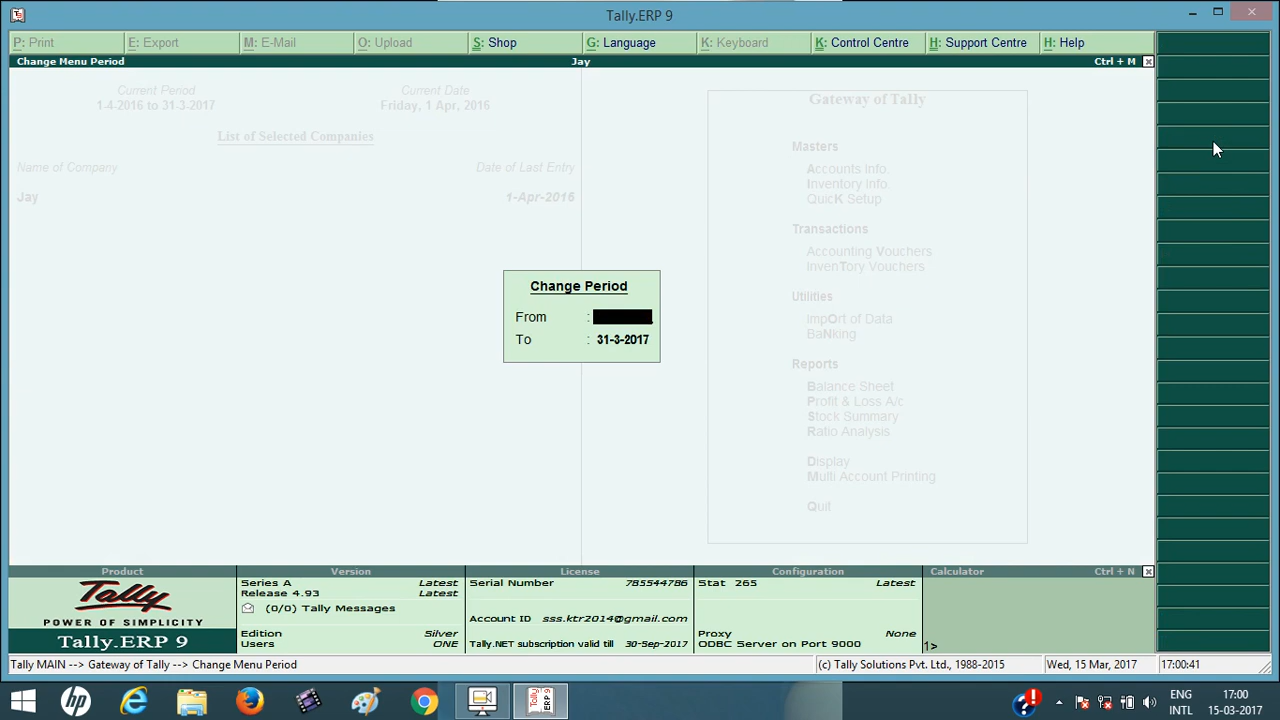 Tally.ERP 9
P: Print
E: Export
M: E-Mail
O: Upload
S: Shop
G: Language
K: Keyboard
K: Control Centre
H: Support Centre
H: Help
Change Menu Period
Jay
Ctrl + M
Current Period
1-4-2016 to 31-3-2017
Current Date
Friday, 1 Apr, 2016
List of Selected Companies
Name of Company
Date of Last Entry
Jay
1-Apr-2016
Gateway of Tally
Masters
Accounts Info.
Inventory Info.
QuicK Setup
Transactions
Accounting Vouchers
InvenTory Vouchers
Utilities
impOrt of Data
BaNking
Reports
Balance Sheet
Profit & Loss A/c
Stock Summary
Ratio Analysis
Display
Multi Account Printing
Quit
Change Period
From :
To : 31-3-2017
Product
Tally
POWER OF SIMPLICITY
Tally.ERP 9
Version
Series A Latest
Release 4.93 Latest
(0/0) Tally Messages
Edition Silver
Users ONE
License
Serial Number 785544786
Account ID sss.ktr2014@gmail.com
Tally.NET subscription valid till 30-Sep-2017
Configuration
Stat 265 Latest
Proxy None
ODBC Server on Port 9000
Calculator Ctrl + N
1>
Tally MAIN --> Gateway of Tally --> Change Menu Period
(c) Tally Solutions Pvt. Ltd., 1988-2015
Wed, 15 Mar, 2017
17:00:41
ENG
INTL
17:00
15-03-2017